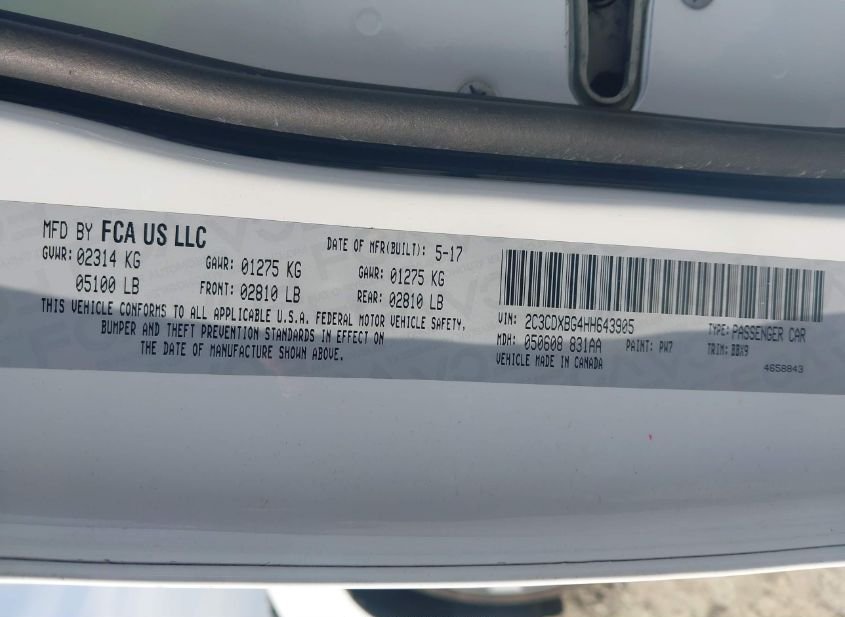 MFD BY FCA US LLC
DATE OF MFR(BUILT): 5-17
GVWR: 02314 KG
GAWR: 01275 KG
GAWR: 01275 KG
05100 LB
FRONT: 02810 LB
REAR: 02810 LB
THIS VEHICLE CONFORMS TO ALL APPLICABLE U.S.A. FEDERAL MOTOR VEHICLE SAFETY,
BUMPER AND THEFT PREVENTION STANDARDS IN EFFECT ON
THE DATE OF MANUFACTURE SHOWN ABOVE.
VIN: 2C3CDXBG4HH643905
TYPE: PASSENGER CAR
MDH: 050608 831AA
PAINT: PW7
TRIM: BBX9
VEHICLE MADE IN CANADA
4658843